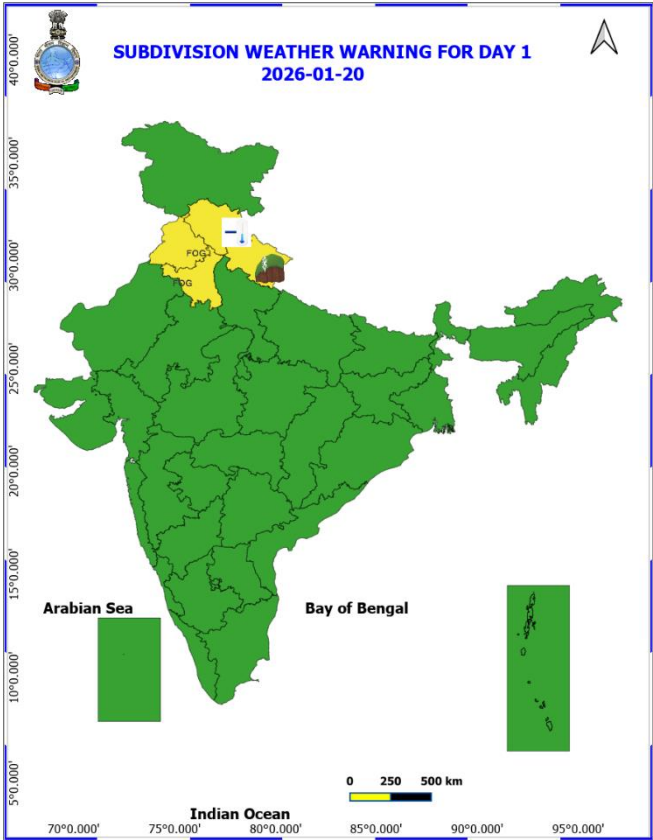 SUBDIVISION WEATHER WARNING FOR DAY 1
2026-01-20
40°0.000'
35°0.000'
30°0.000'
25°0.000'
20°0.000'
15°0.000'
10°0.000'
5°0.000'
FOG
FOG
Arabian Sea
Bay of Bengal
0 250 500 km
Indian Ocean
70°0.000' 75°0.000' 80°0.000' 85°0.000' 90°0.000' 95°0.000'